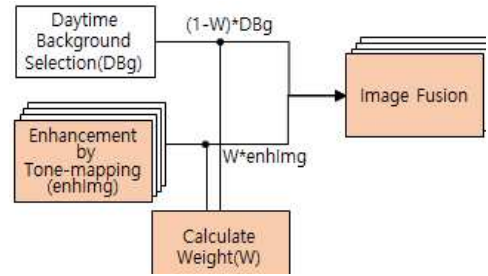 Daytime
Background
Selection(DBg)
(1-W)*DBg
Image Fusion
Enhancement
by
Tone-mapping
(enhImg)
W*enhImg
Calculate
Weight(W)